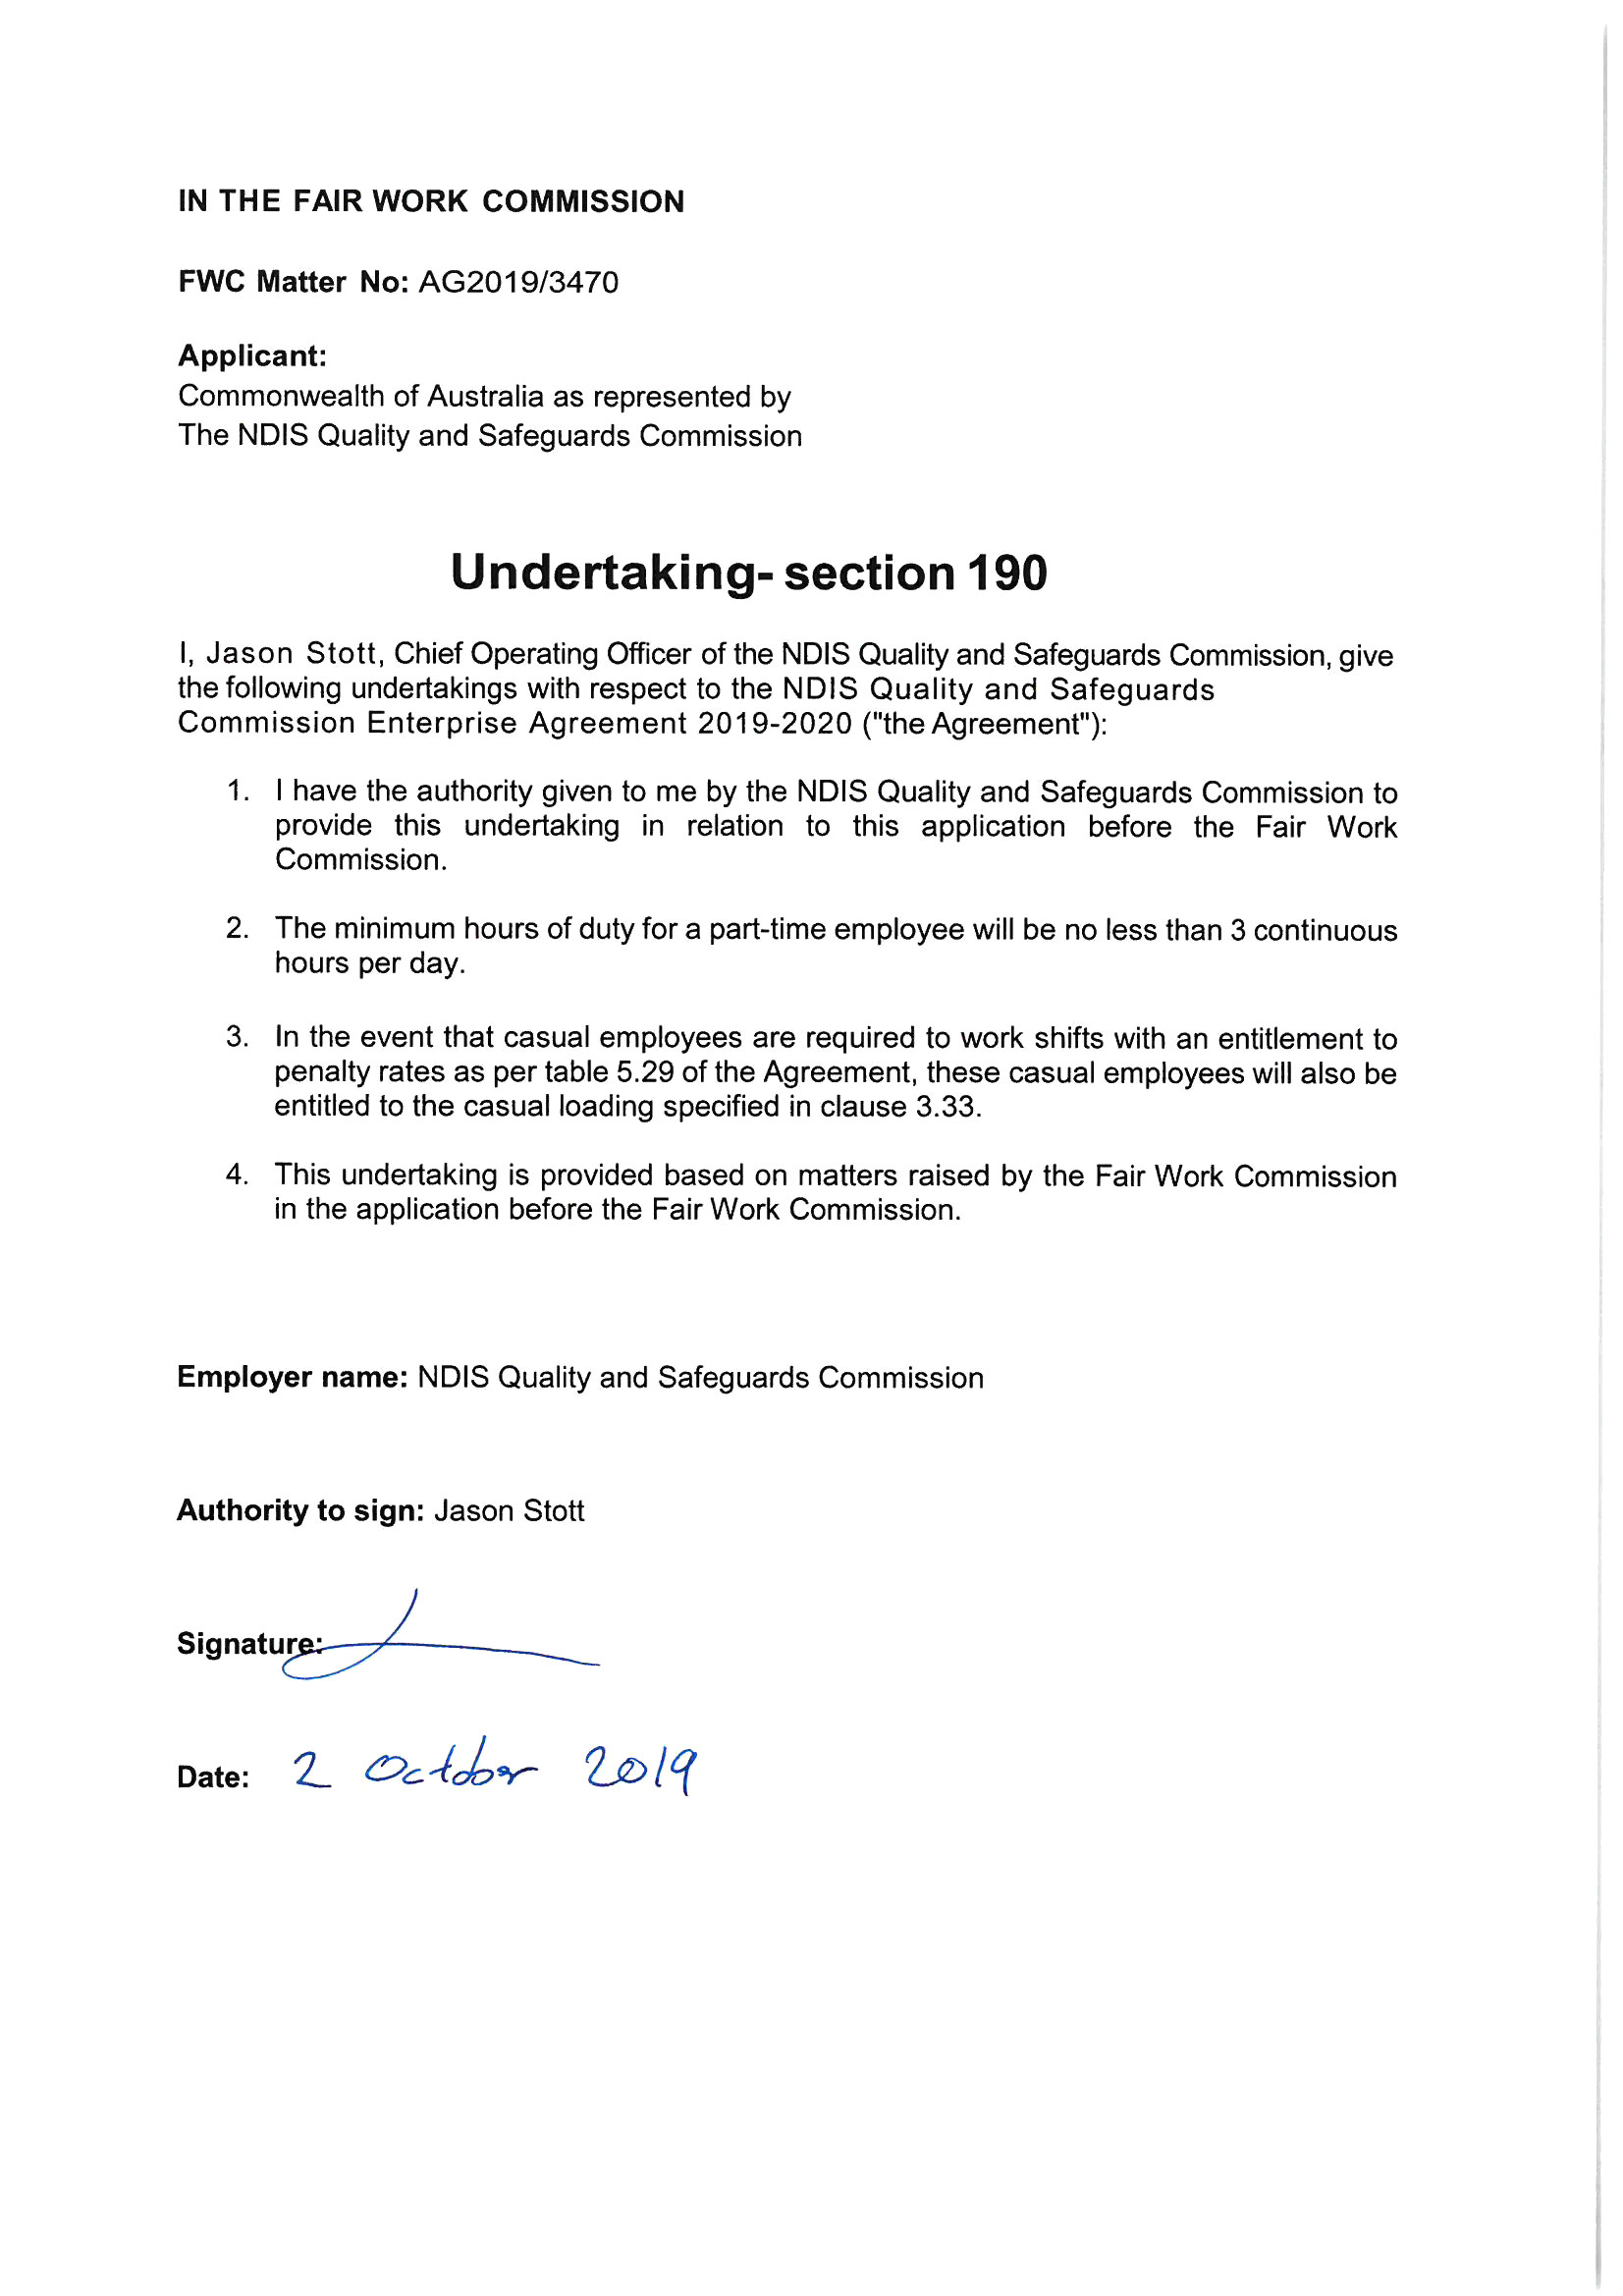 IN THE FAIR WORK COMMISSION
FWC Matter No: AG2019/3470
Applicant:
Commonwealth of Australia as represented by
The NDIS Quality and Safeguards Commission
Undertaking- section 190
I, Jason Stott, Chief Operating Officer of the NDIS Quality and Safeguards Commission, give
the following undertakings with respect to the NDIS Quality and Safeguards
Commission Enterprise Agreement 2019-2020 ("the Agreement"):
1. I have the authority given to me by the NDIS Quality and Safeguards Commission to
provide this undertaking in relation to this application before the Fair Work
Commission.
2. The minimum hours of duty for a part-time employee will be no less than 3 continuous
hours per day.
3. In the event that casual employees are required to work shifts with an entitlement to
penalty rates as per table 5.29 of the Agreement, these casual employees will also be
entitled to the casual loading specified in clause 3.33.
4. This undertaking is provided based on matters raised by the Fair Work Commission
in the application before the Fair Work Commission.
Employer name: NDIS Quality and Safeguards Commission
Authority to sign: Jason Stott
Signature:
Date: 2 October 2019